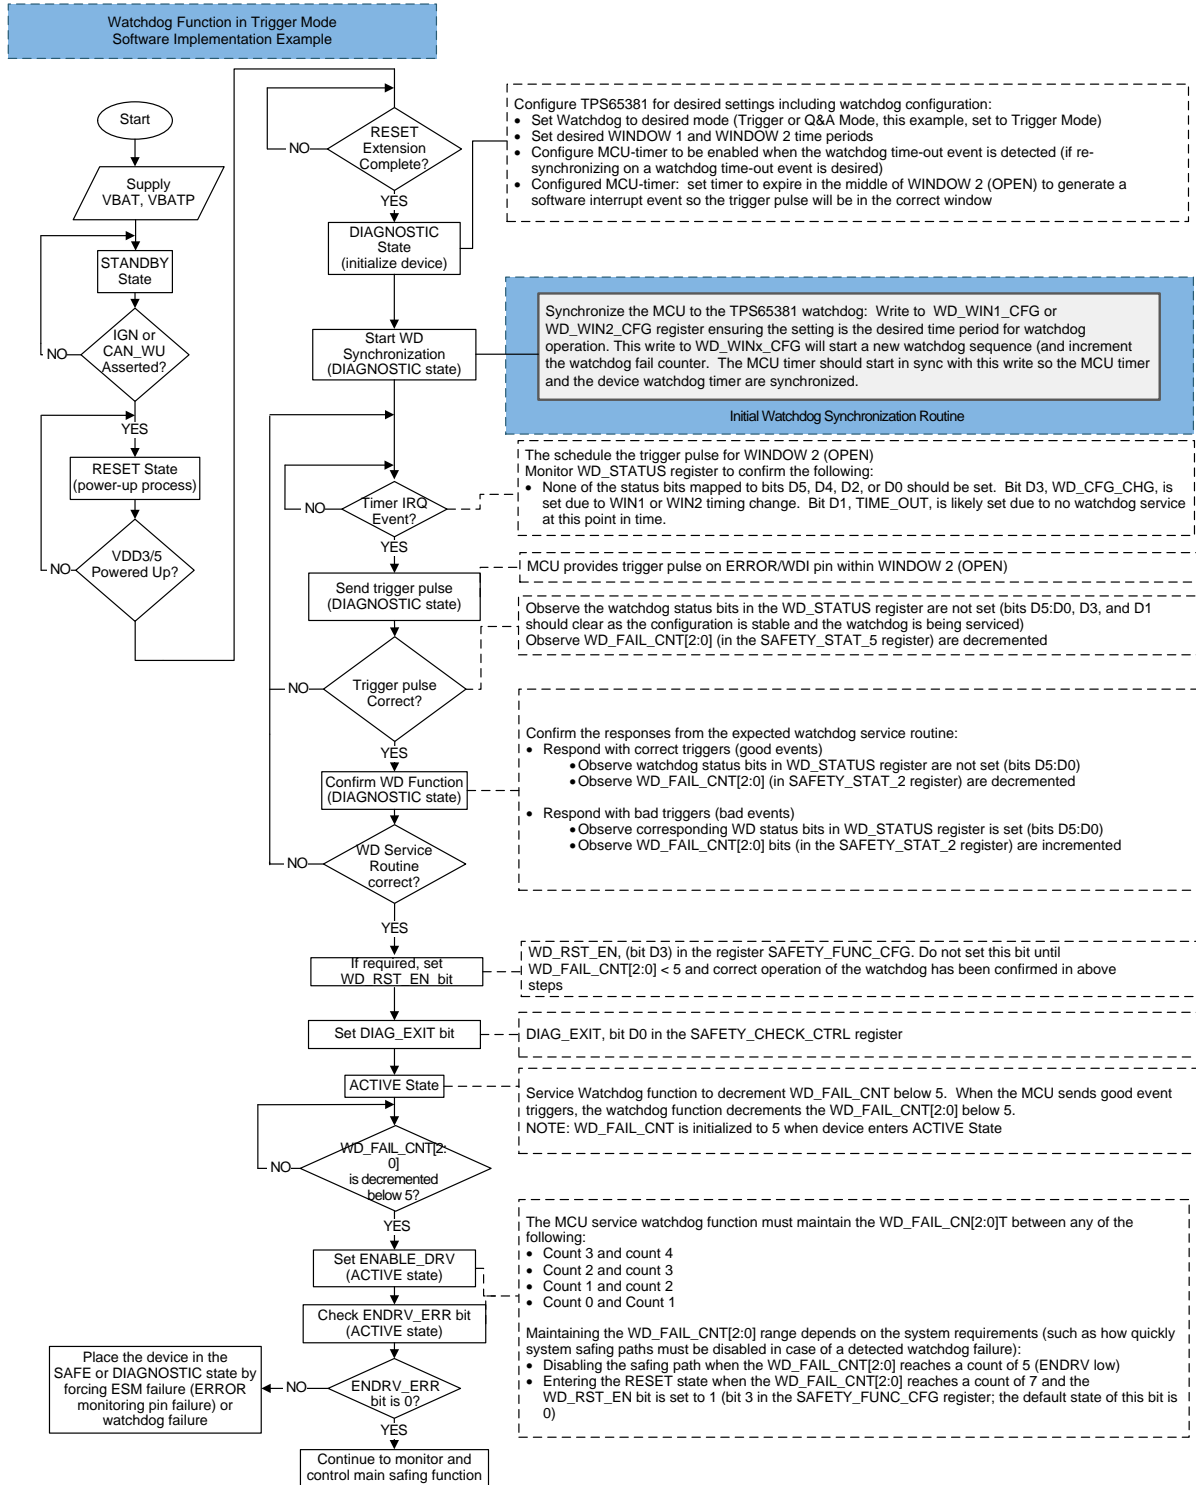 Watchdog Function in Trigger Mode
Software Implementation Example
Start
Supply
VBAT, VBATP
STANDBY
State
IGN or
CAN_WU
Asserted?
NO
YES
RESET State
(power-up process)
VDD3/5
Powered Up?
NO
RESET
Extension
Complete?
NO
YES
DIAGNOSTIC
State
(initialize device)
Configure TPS65381 for desired settings including watchdog configuration:
• Set Watchdog to desired mode (Trigger or Q&A Mode, this example, set to Trigger Mode)
• Set desired WINDOW 1 and WINDOW 2 time periods
• Configure MCU-timer to be enabled when the watchdog time-out event is detected (if re-
synchronizing on a watchdog time-out event is desired)
• Configured MCU-timer: set timer to expire in the middle of WINDOW 2 (OPEN) to generate a
software interrupt event so the trigger pulse will be in the correct window
Start WD
Synchronization
(DIAGNOSTIC state)
Synchronize the MCU to the TPS65381 watchdog: Write to WD_WIN1_CFG or
WD_WIN2_CFG register ensuring the setting is the desired time period for watchdog
operation. This write to WD_WINx_CFG will start a new watchdog sequence (and increment
the watchdog fail counter. The MCU timer should start in sync with this write so the MCU timer
and the device watchdog timer are synchronized.
Initial Watchdog Synchronization Routine
Timer IRQ
Event?
NO
YES
The schedule the trigger pulse for WINDOW 2 (OPEN)
Monitor WD_STATUS register to confirm the following:
• None of the status bits mapped to bits D5, D4, D2, or D0 should be set. Bit D3, WD_CFG_CHG, is
set due to WIN1 or WIN2 timing change. Bit D1, TIME_OUT, is likely set due to no watchdog service
at this point in time.
Send trigger pulse
(DIAGNOSTIC state)
MCU provides trigger pulse on ERROR/WDI pin within WINDOW 2 (OPEN)
Trigger pulse
Correct?
NO
YES
Observe the watchdog status bits in the WD_STATUS register are not set (bits D5:D0, D3, and D1
should clear as the configuration is stable and the watchdog is being serviced)
Observe WD_FAIL_CNT[2:0] (in the SAFETY_STAT_5 register) are decremented
Confirm WD Function
(DIAGNOSTIC state)
Confirm the responses from the expected watchdog service routine:
• Respond with correct triggers (good events)
• Observe watchdog status bits in WD_STATUS register are not set (bits D5:D0)
• Observe WD_FAIL_CNT[2:0] (in SAFETY_STAT_2 register) are decremented
• Respond with bad triggers (bad events)
• Observe corresponding WD status bits in WD_STATUS register is set (bits D5:D0)
• Observe WD_FAIL_CNT[2:0] bits (in the SAFETY_STAT_2 register) are incremented
WD Service
Routine
correct?
NO
YES
If required, set
WD_RST_EN bit
WD_RST_EN, (bit D3) in the register SAFETY_FUNC_CFG. Do not set this bit until
WD_FAIL_CNT[2:0] < 5 and correct operation of the watchdog has been confirmed in above
steps
Set DIAG_EXIT bit
DIAG_EXIT, bit D0 in the SAFETY_CHECK_CTRL register
ACTIVE State
Service Watchdog function to decrement WD_FAIL_CNT below 5. When the MCU sends good event
triggers, the watchdog function decrements the WD_FAIL_CNT[2:0] below 5.
NOTE: WD_FAIL_CNT is initialized to 5 when device enters ACTIVE State
WD_FAIL_CNT[2:
0]
is decremented
below 5?
NO
YES
Set ENABLE_DRV
(ACTIVE state)
Check ENDRV_ERR bit
(ACTIVE state)
The MCU service watchdog function must maintain the WD_FAIL_CN[2:0]T between any of the
following:
• Count 3 and count 4
• Count 2 and count 3
• Count 1 and count 2
• Count 0 and Count 1
Maintaining the WD_FAIL_CNT[2:0] range depends on the system requirements (such as how quickly
system safing paths must be disabled in case of a detected watchdog failure):
• Disabling the safing path when the WD_FAIL_CNT[2:0] reaches a count of 5 (ENDRV low)
• Entering the RESET state when the WD_FAIL_CNT[2:0] reaches a count of 7 and the
WD_RST_EN bit is set to 1 (bit 3 in the SAFETY_FUNC_CFG register; the default state of this bit is
0)
ENDRV_ERR
bit is 0?
NO
YES
Place the device in the
SAFE or DIAGNOSTIC state by
forcing ESM failure (ERROR
monitoring pin failure) or
watchdog failure
Continue to monitor and
control main safing function